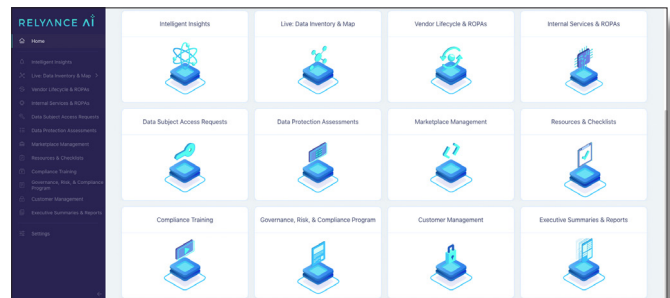 RELYANCE AI
Home
Intelligent Insights
Live: Data Inventory & Map
Vendor Lifecycle & ROPAs
Internal Services & ROPAs
Data Subject Access Requests
Data Protection Assessments
Marketplace Management
Resources & Checklists
Compliance Training
Governance, Risk, & Compliance
Program
Customer Management
Executive Summaries & Reports
Settings
Intelligent Insights
Live: Data Inventory & Map
Vendor Lifecycle & ROPAs
Internal Services & ROPAs
Data Subject Access Requests
Data Protection Assessments
Marketplace Management
Resources & Checklists
Compliance Training
Governance, Risk, & Compliance Program
Customer Management
Executive Summaries & Reports